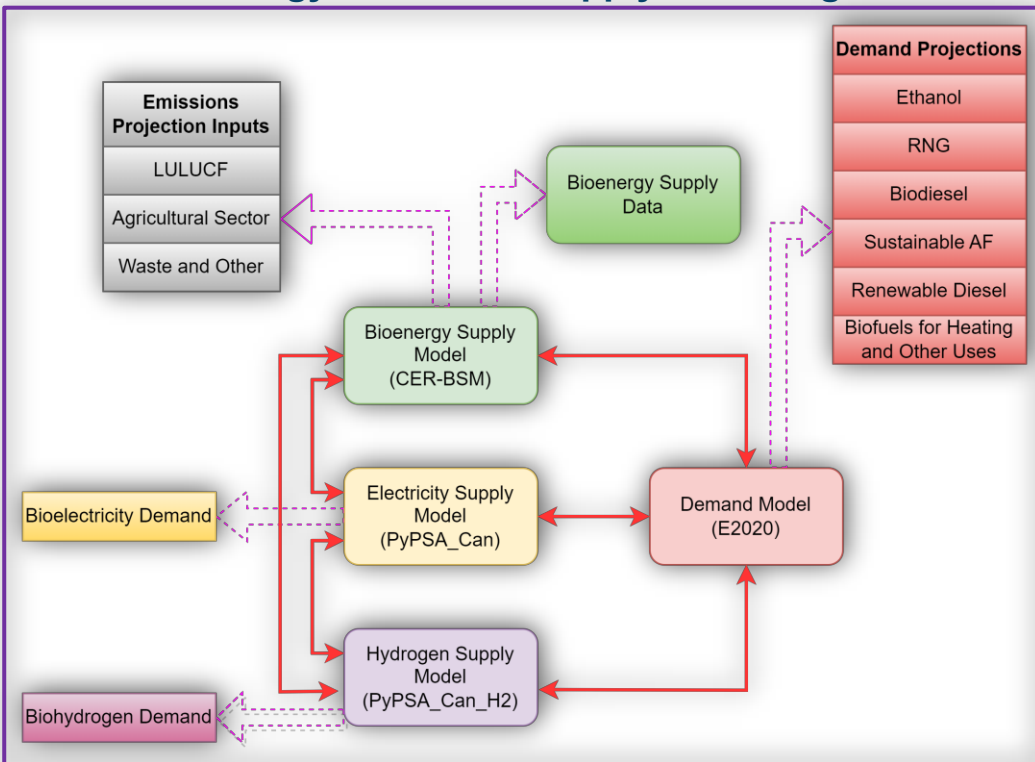 Demand Projections
Ethanol
RNG
Biodiesel
Sustainable AF
Renewable Diesel
Biofuels for Heating
and Other Uses
Emissions
Projection Inputs
LULUCF
Agricultural Sector
Waste and Other
Bioenergy Supply
Data
Bioenergy Supply
Model
(CER-BSM)
Bioelectricity Demand
Electricity Supply
Model
(PyPSA_Can)
Demand Model
(E2020)
Hydrogen Supply
Model
(PyPSA_Can_H2)
Biohydrogen Demand